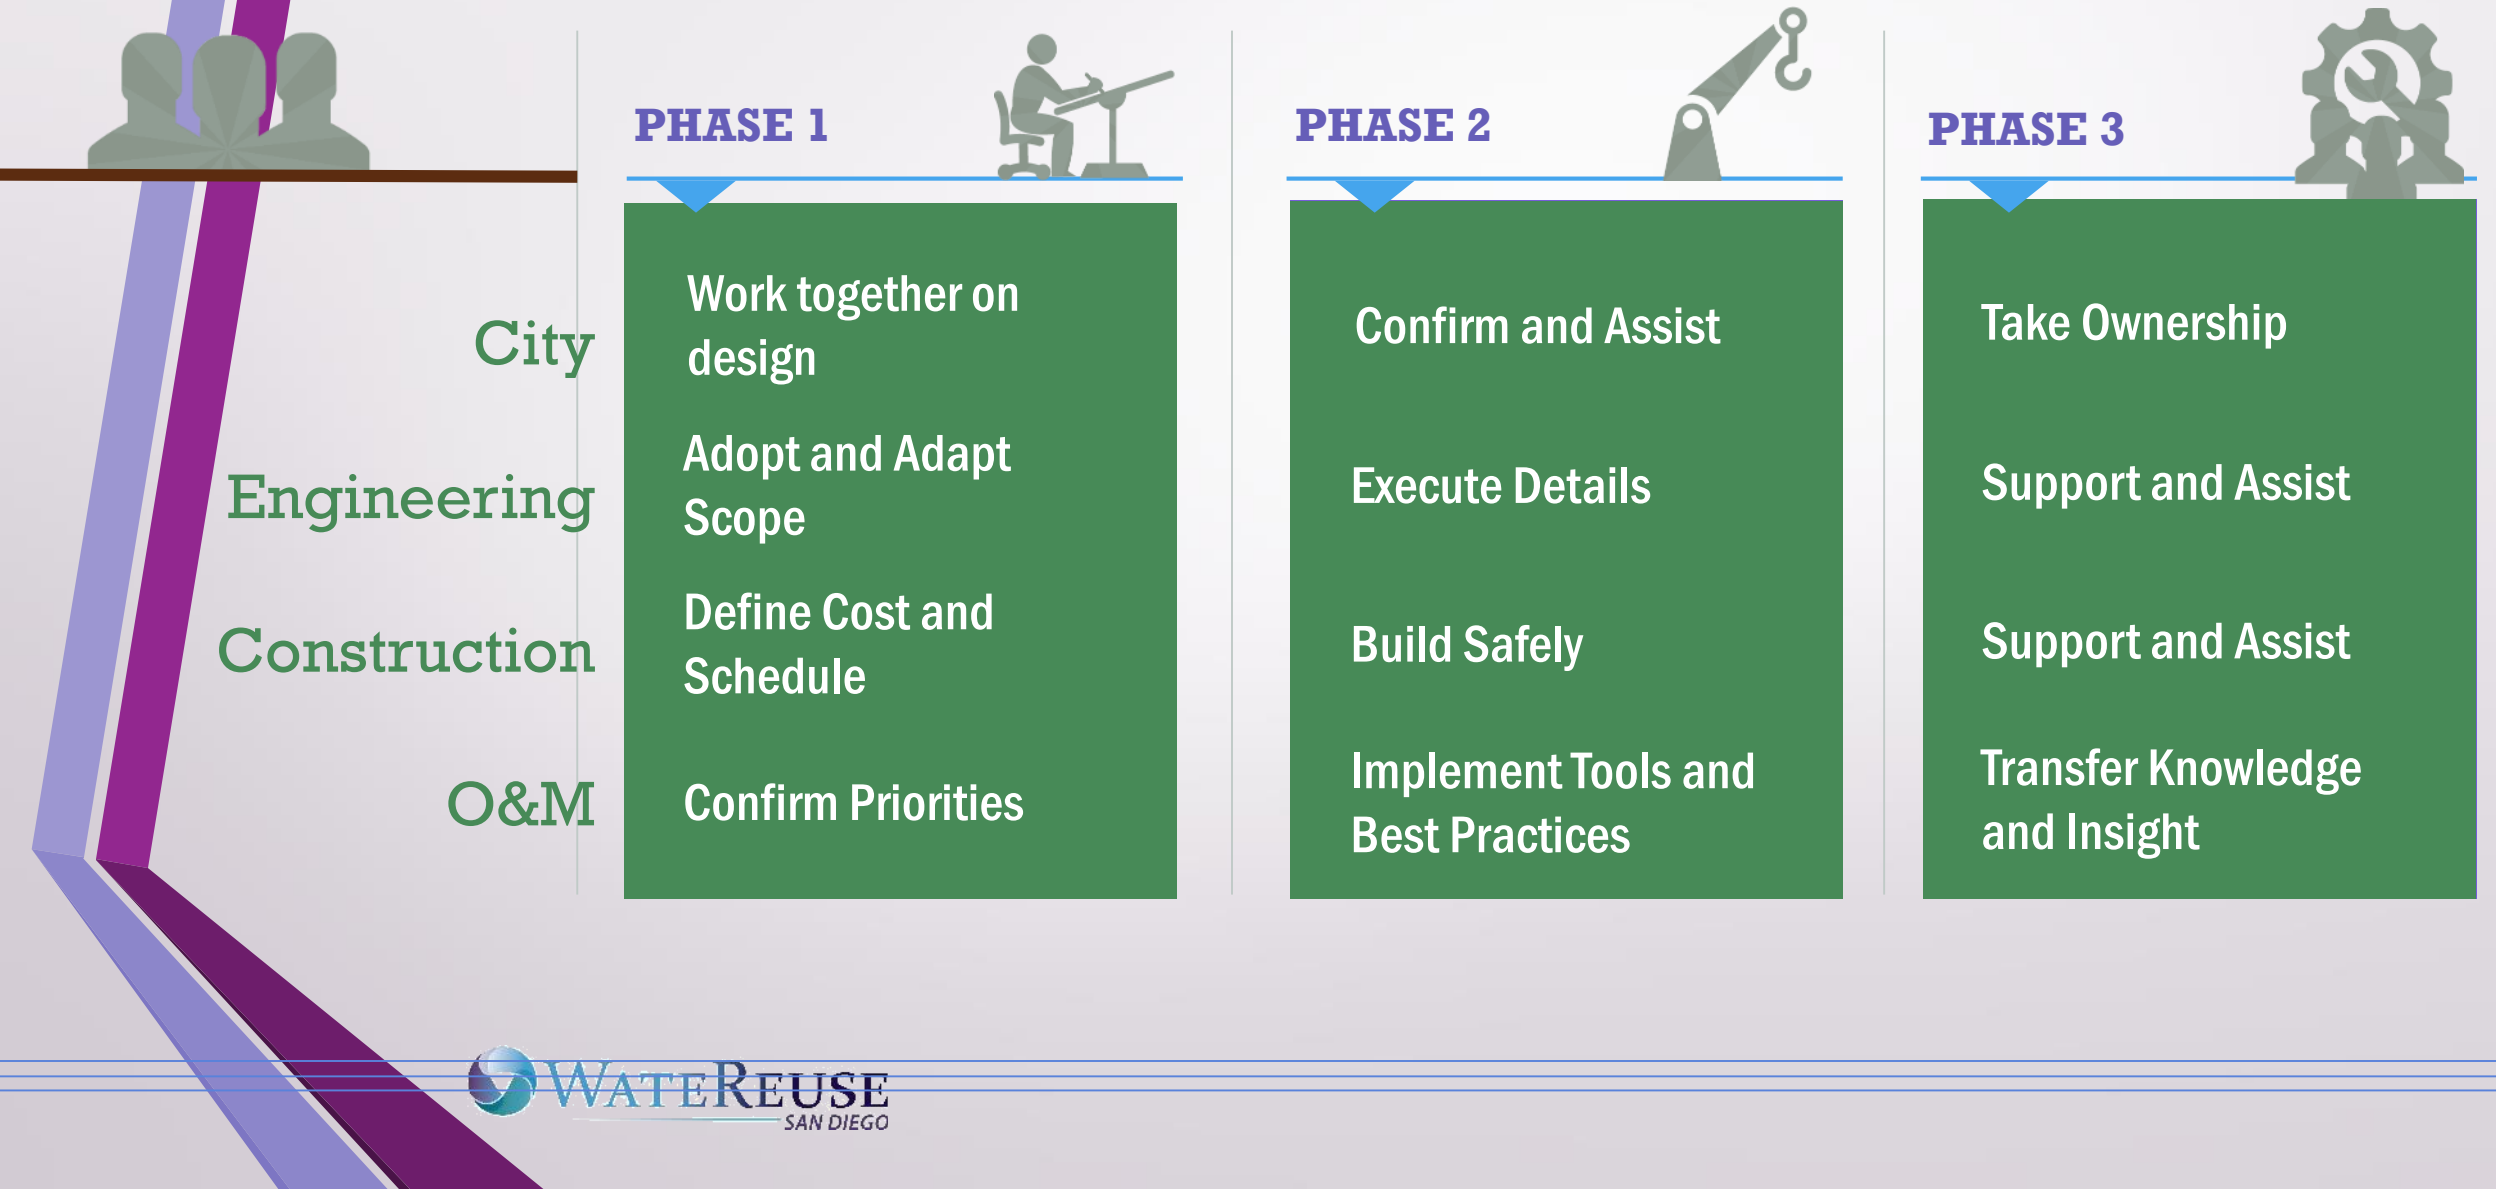 PHASE 1
PHASE 2
PHASE 3
City
Work together on
design
Confirm and Assist
Take Ownership
Engineering
Adopt and Adapt
Scope
Execute Details
Support and Assist
Construction
Define Cost and
Schedule
Build Safely
Support and Assist
O&M
Confirm Priorities
Implement Tools and
Best Practices
Transfer Knowledge
and Insight
WATEREUSE
SAN DIEGO